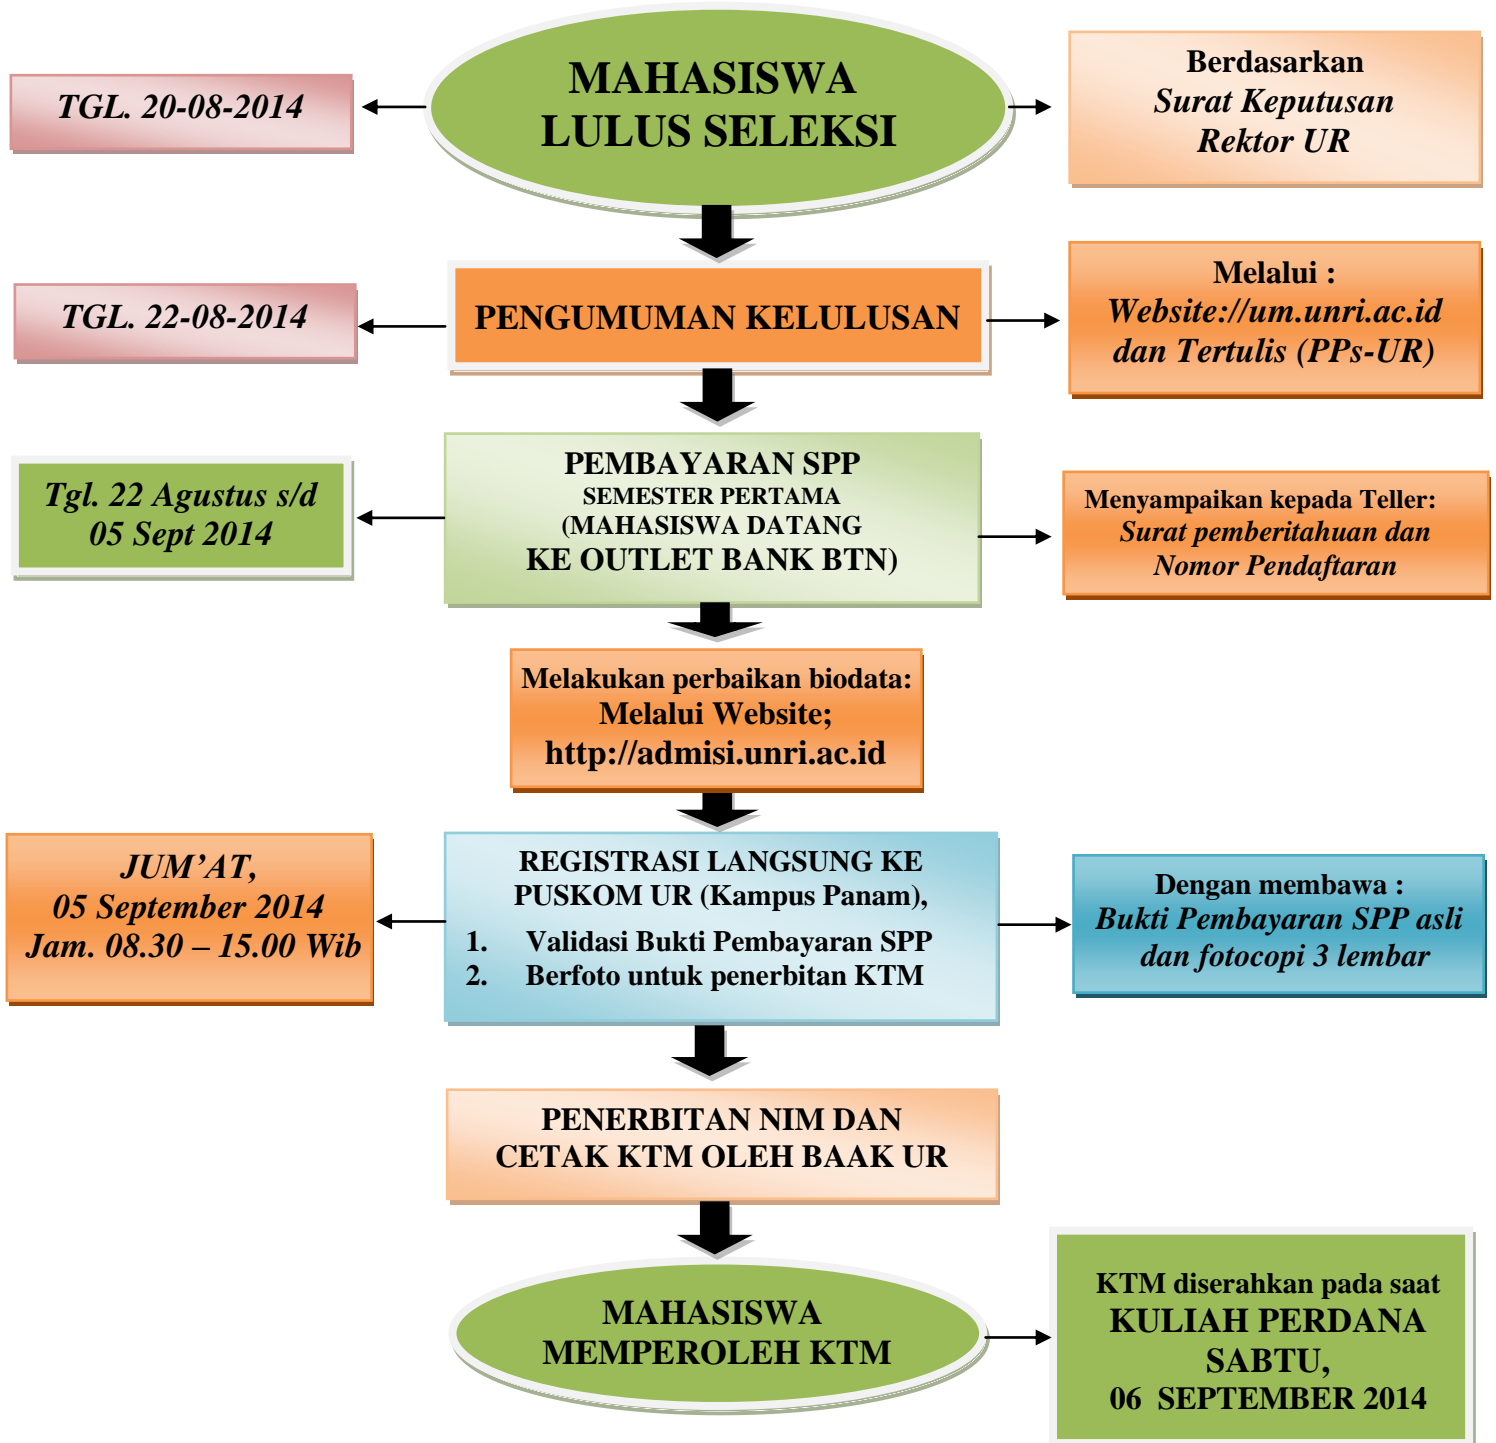 MAHASISWA
LULUS SELEKSI
TGL. 20-08-2014
Berdasarkan
Surat Keputusan
Rektor UR
PENGUMUMAN KELULUSAN
TGL. 22-08-2014
Melalui :
Website://um.unri.ac.id
dan Tertulis (PPs-UR)
PEMBAYARAN SPP
SEMESTER PERTAMA
(MAHASISWA DATANG
KE OUTLET BANK BTN)
Tgl. 22 Agustus s/d
05 Sept 2014
Menyampaikan kepada Teller:
Surat pemberitahuan dan
Nomor Pendaftaran
Melakukan perbaikan biodata:
Melalui Website;
http://admisi.unri.ac.id
REGISTRASI LANGSUNG KE
PUSKOM UR (Kampus Panam),
1. Validasi Bukti Pembayaran SPP
2. Berfoto untuk penerbitan KTM
JUM’AT,
05 September 2014
Jam. 08.30 – 15.00 Wib
Dengan membawa :
Bukti Pembayaran SPP asli
dan fotocopi 3 lembar
PENERBITAN NIM DAN
CETAK KTM OLEH BAAK UR
MAHASISWA
MEMPEROLEH KTM
KTM diserahkan pada saat
KULIAH PERDANA
SABTU,
06 SEPTEMBER 2014